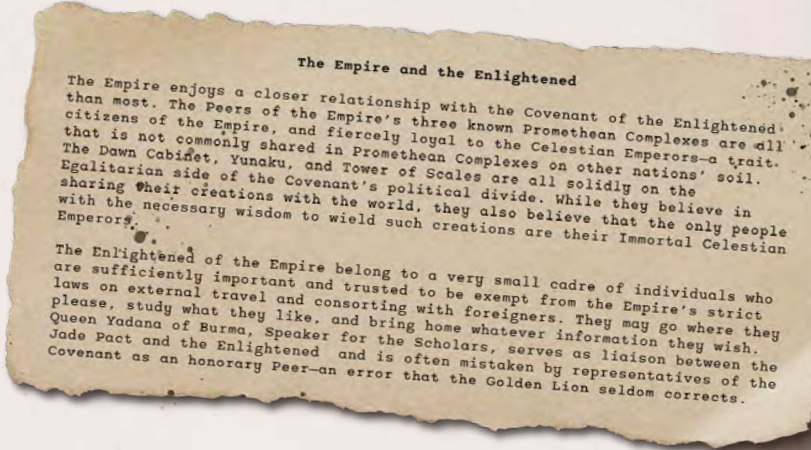 The Empire and the Enlightened
The Empire enjoys a closer relationship with the Covenant of the Enlightened
than most. The Peers of the Empire's three known Promethean Complexes are all
citizens of the Empire, and fiercely loyal to the Celestian Emperors—a trait
that is not commonly shared in Promethean Complexes on other nations' soil.
The Dawn Cabinet, Yunaku, and Tower of Scales are all solidly on the
Egalitarian side of the Covenant's political divide. While they believe in
sharing their creations with the world, they also believe that the only people
with the necessary wisdom to wield such creations are their Immortal Celestian
Emperors.
The Enlightened of the Empire belong to a very small cadre of individuals who
are sufficiently important and trusted to be exempt from the Empire's strict
laws on external travel and consorting with foreigners. They may go where they
please, study what they like, and bring home whatever information they wish.
Queen Yadana of Burma, Speaker for the Scholars, serves as liaison between the
Jade Pact and the Enlightened and is often mistaken by representatives of the
Covenant as an honorary Peer—an error that the Golden Lion seldom corrects.